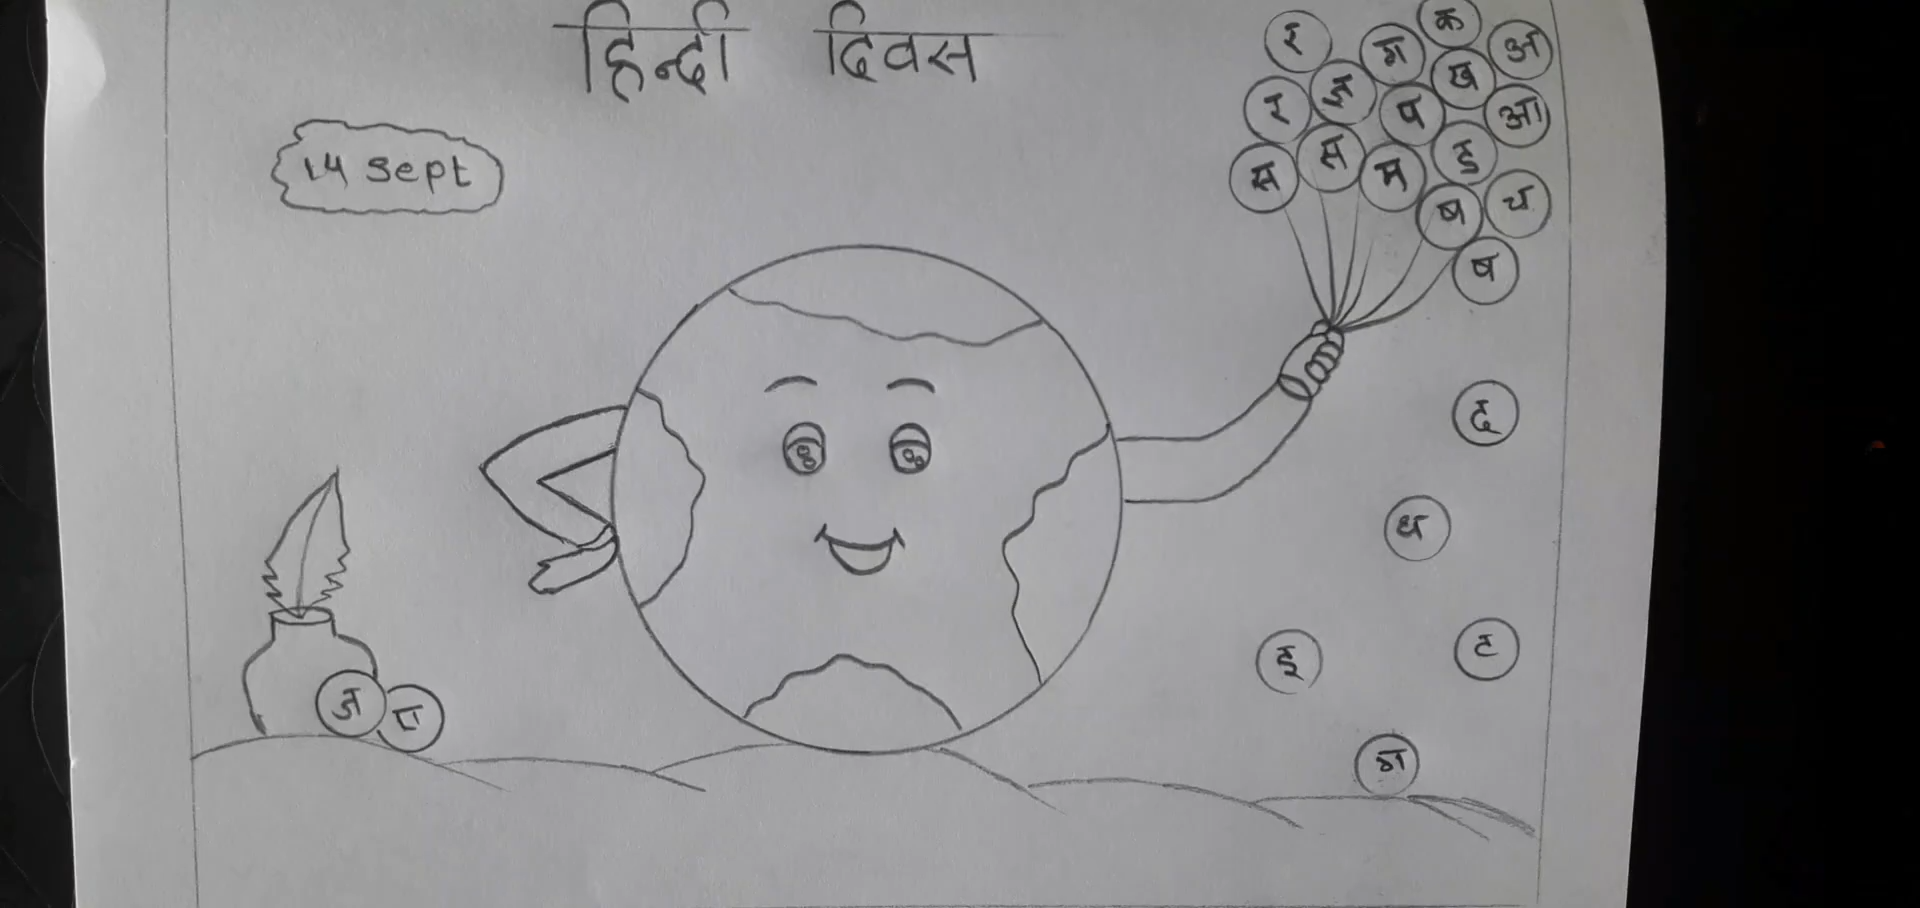 हिन्दी दिवस
14 Sept
क
इ ग अ
ख
र इ प आ
स स म ड़
ष च
ष
द
ध
इ ट
ज ण
ग